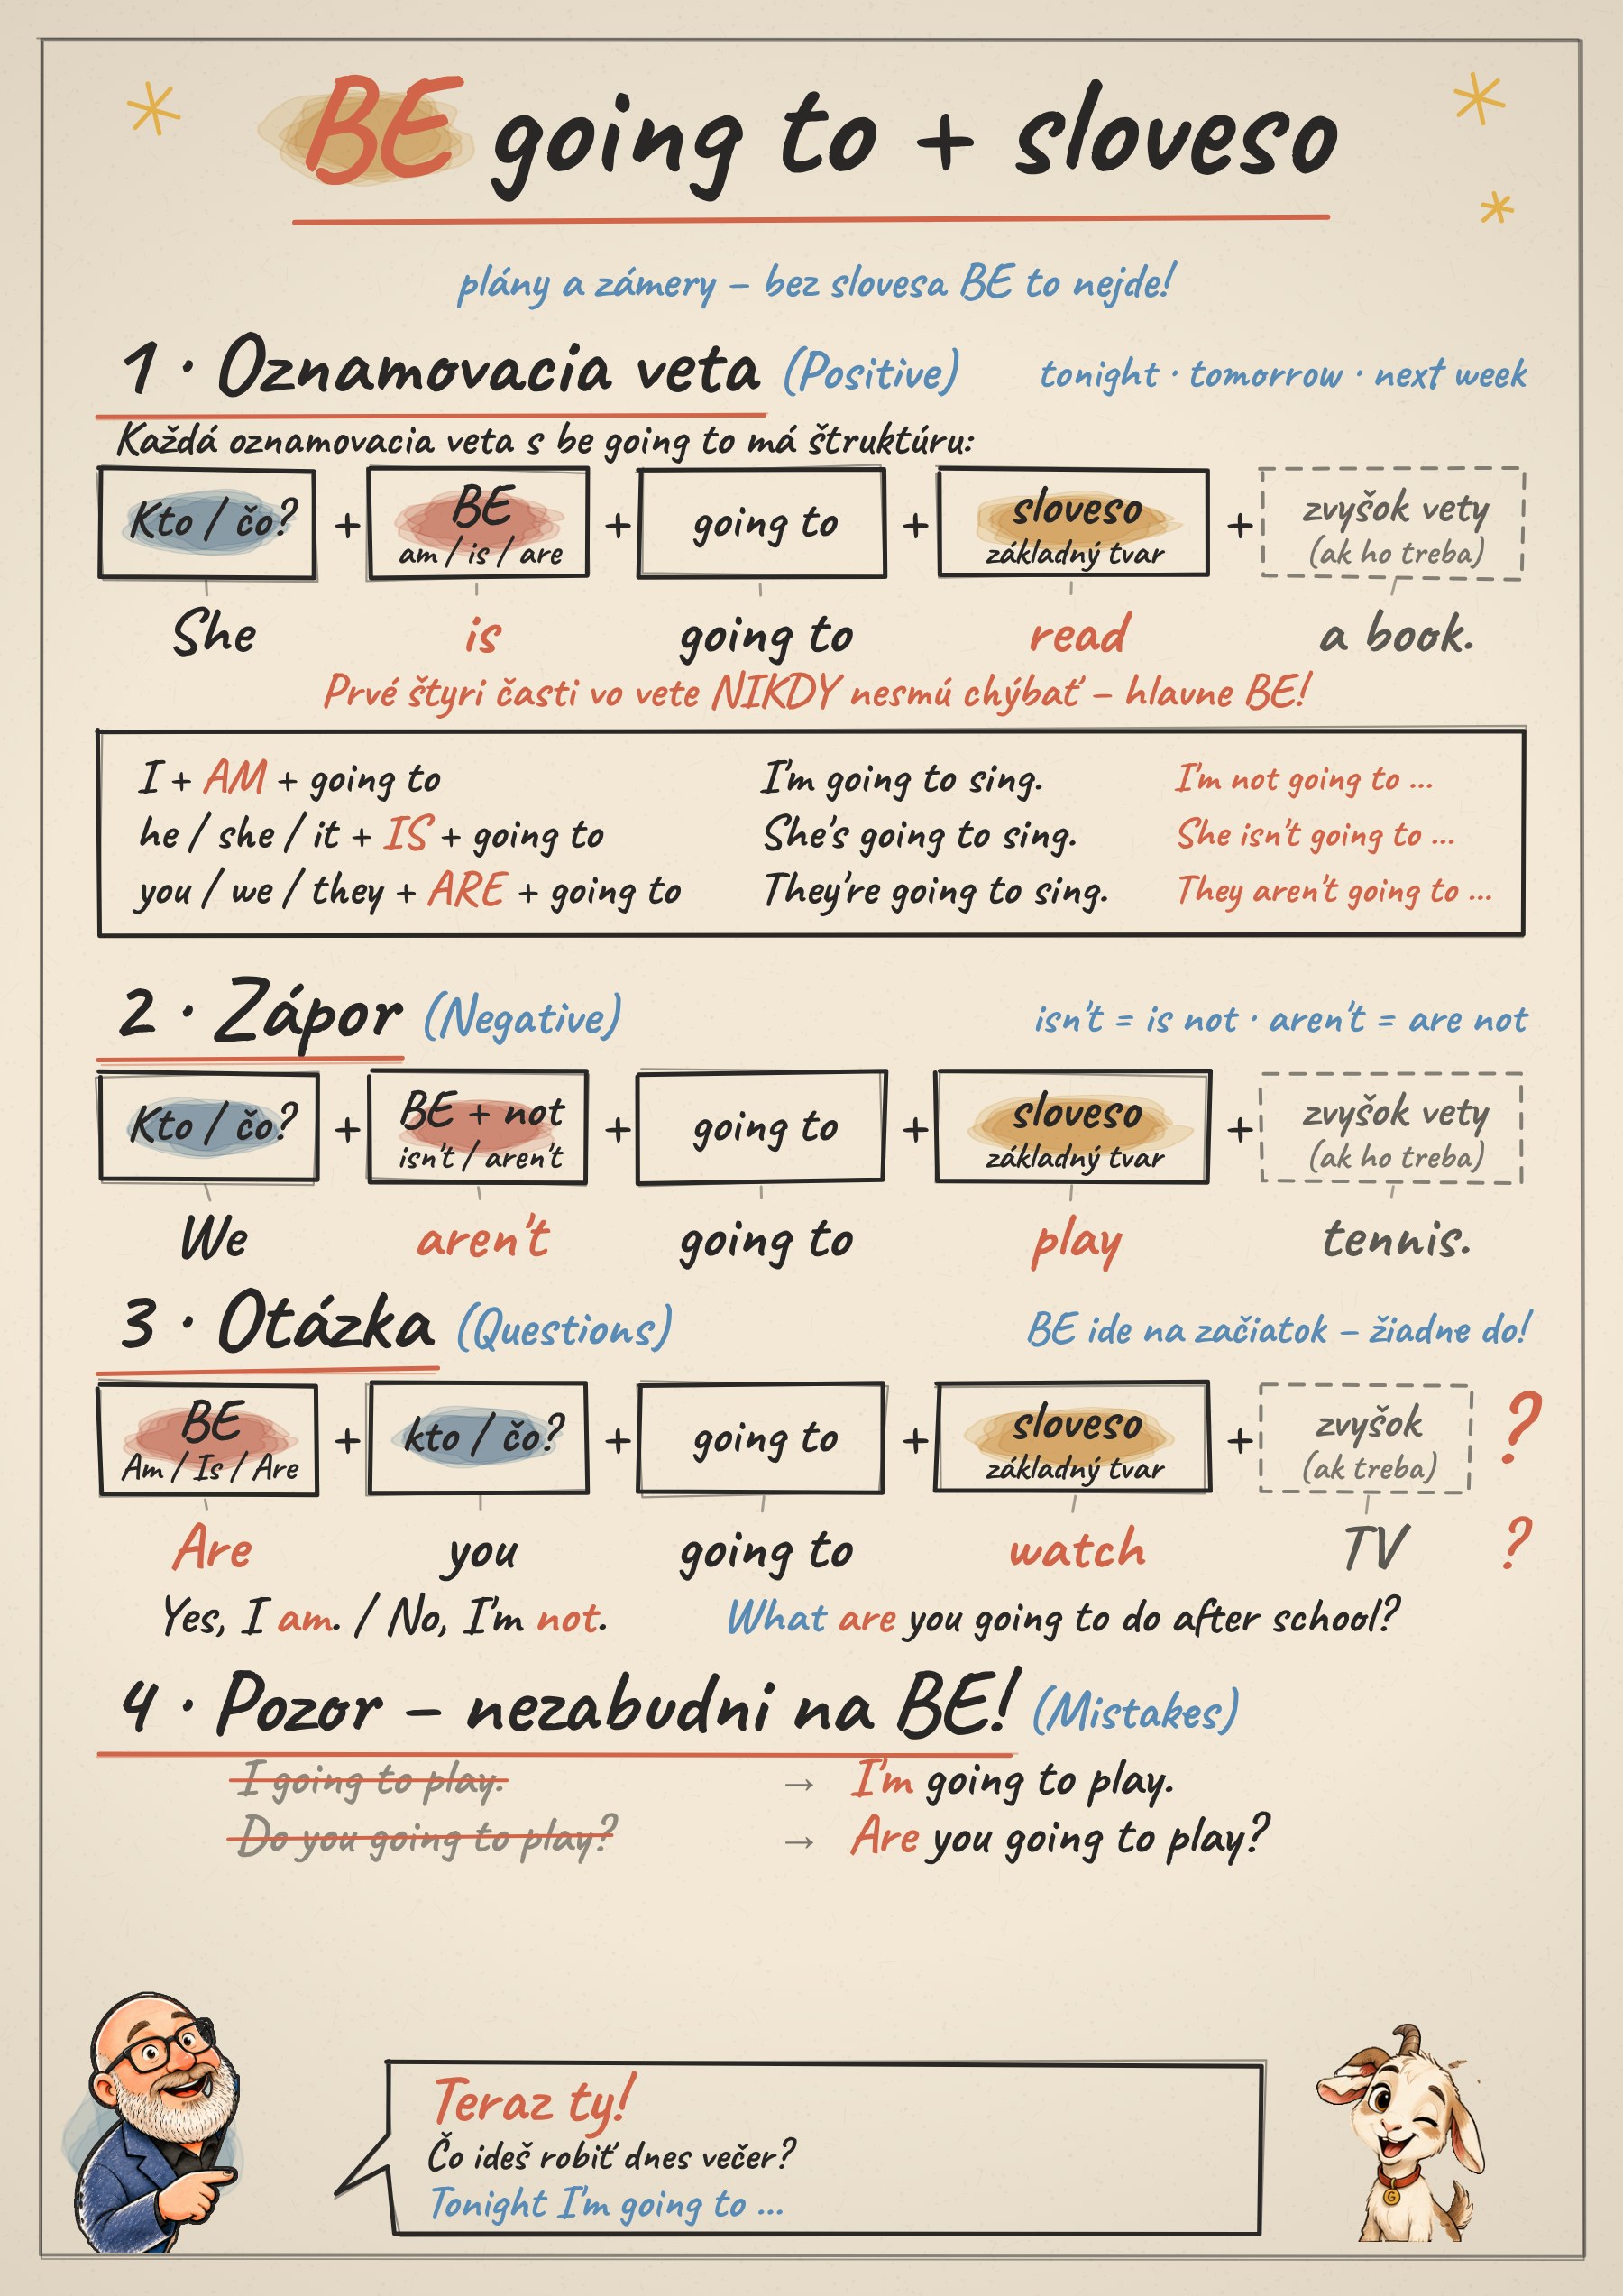 BE going to + sloveso
plány a zámery – bez slovesa BE to nejde!
1 · Oznamovacia veta (Positive) tonight · tomorrow · next week
Každá oznamovacia veta s be going to má štruktúru:
Kto / čo? + BE + going to + sloveso + zvyšok vety
am / is / are základný tvar (ak ho treba)
She is going to read a book.
Prvé štyri časti vo vete NIKDY nesmú chýbať – hlavne BE!
I + AM + going to I'm going to sing. I'm not going to ...
he / she / it + IS + going to She's going to sing. She isn't going to ...
you / we / they + ARE + going to They're going to sing. They aren't going to ...
2 · Zápor (Negative) isn't = is not · aren't = are not
Kto / čo? + BE + not + going to + sloveso + zvyšok vety
isn't / aren't základný tvar (ak ho treba)
We aren't going to play tennis.
3 · Otázka (Questions) BE ide na začiatok – žiadne do!
BE + kto / čo? + going to + sloveso + zvyšok ?
Am / Is / Are základný tvar (ak treba)
Are you going to watch TV ?
Yes, I am. / No, I'm not. What are you going to do after school?
4 · Pozor – nezabudni na BE! (Mistakes)
I going to play. → I'm going to play.
Do you going to play? → Are you going to play?
Teraz ty!
Čo ideš robiť dnes večer?
Tonight I'm going to ...
G